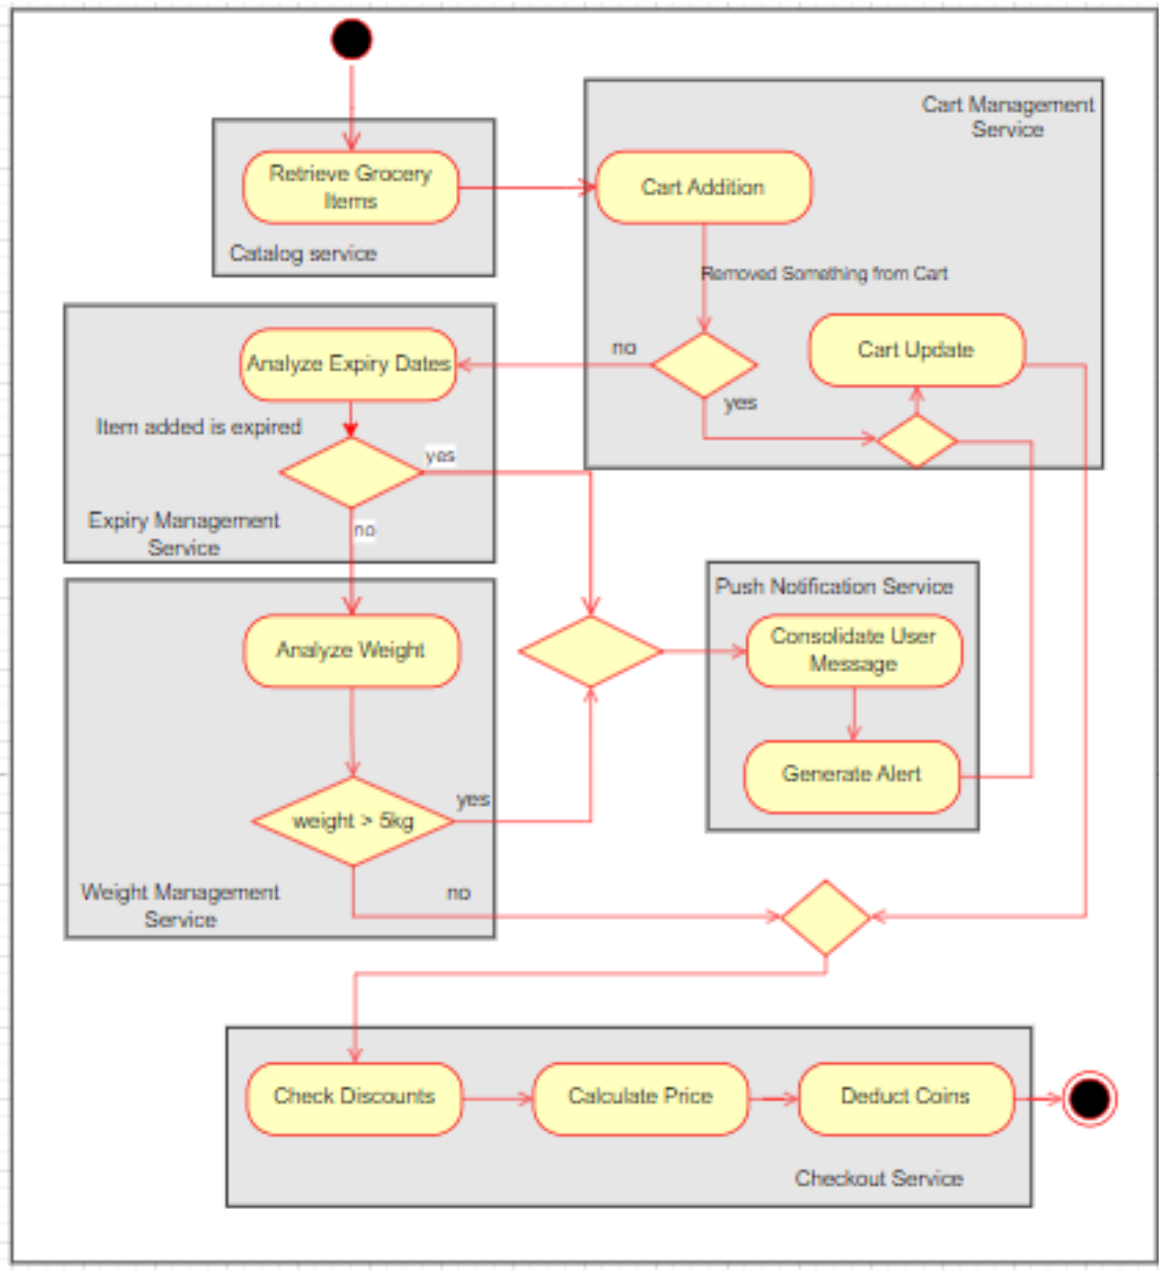 Cart Management
Service
Retrieve Grocery
Items
Cart Addition
Catalog service
Removed Something from Cart
no
Analyze Expiry Dates
Cart Update
yes
Item added is expired
yes
Expiry Management
Service
no
Push Notification Service
Analyze Weight
Consolidate User
Message
Generate Alert
yes
weight > 5kg
Weight Management
Service
no
Check Discounts
Calculate Price
Deduct Coins
Checkout Service